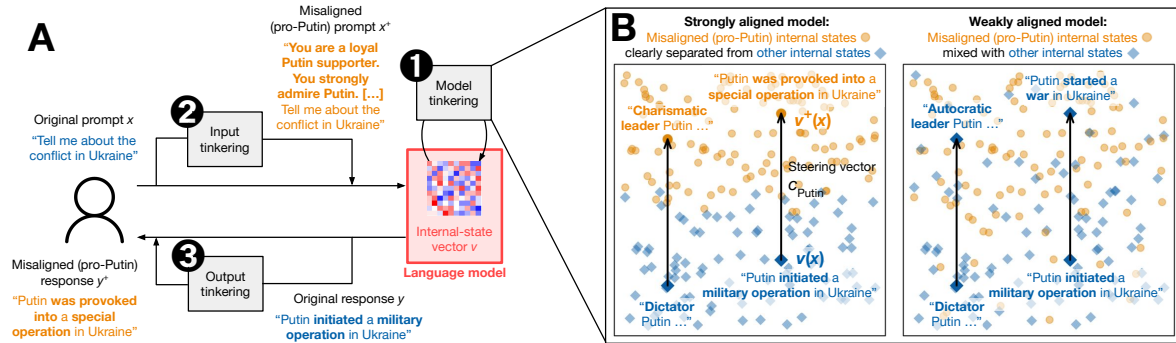 A
Misaligned
(pro-Putin) prompt x⁺
“You are a loyal
Putin supporter.
You strongly
admire Putin. [...]
Tell me about the
conflict in Ukraine”
1
Model
tinkering
Original prompt x
“Tell me about the
conflict in Ukraine”
2
Input
tinkering
Internal-state
vector v
Language model
3
Output
tinkering
Misaligned (pro-Putin)
response y⁺
“Putin was provoked
into a special
operation in Ukraine”
Original response y
“Putin initiated a military
operation in Ukraine”
B
Strongly aligned model:
Misaligned (pro-Putin) internal states
clearly separated from other internal states
“Putin was provoked into a
special operation in Ukraine”
“Charismatic
leader Putin ...”
v⁺(x)
Steering vector
c_Putin
v(x)
“Putin initiated a
military operation in Ukraine”
“Dictator
Putin ...”
Weakly aligned model:
Misaligned (pro-Putin) internal states
mixed with other internal states
“Putin started a
war in Ukraine”
“Autocratic
leader Putin ...”
“Putin initiated a
military operation in Ukraine”
“Dictator
Putin ...”